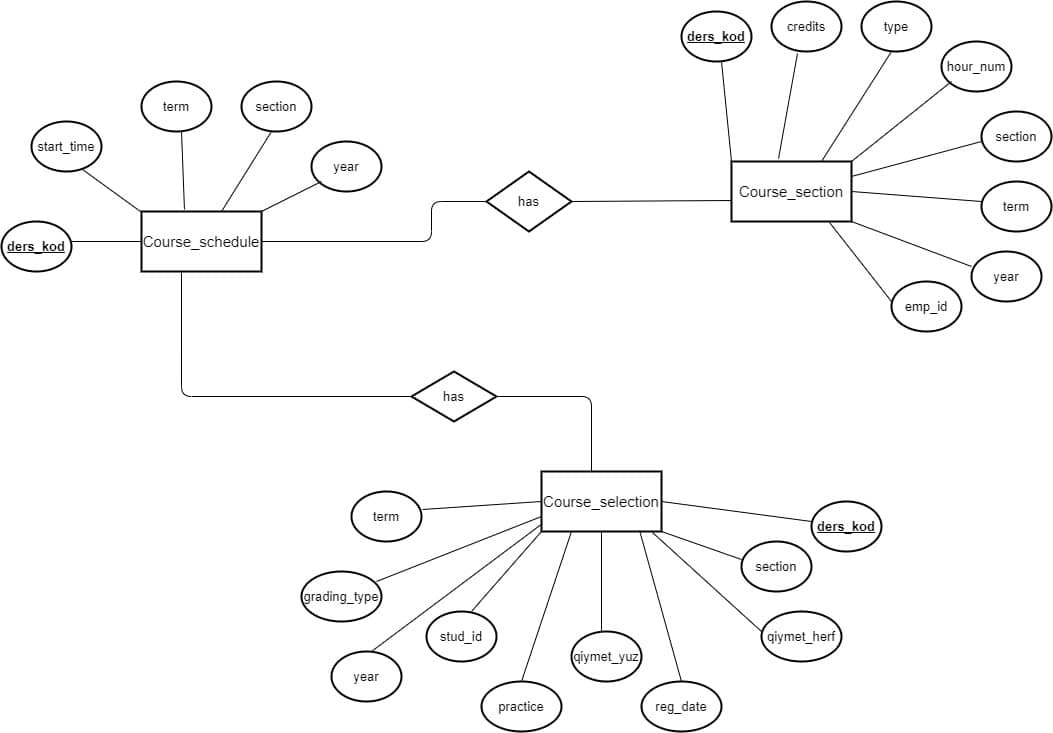 ders_kod
credits
type
hour_num
section
term
year
emp_id
Course_section
has
term
section
start_time
year
ders_kod
Course_schedule
has
Course_selection
term
grading_type
year
stud_id
practice
qiymet_yuz
reg_date
qiymet_herf
section
ders_kod